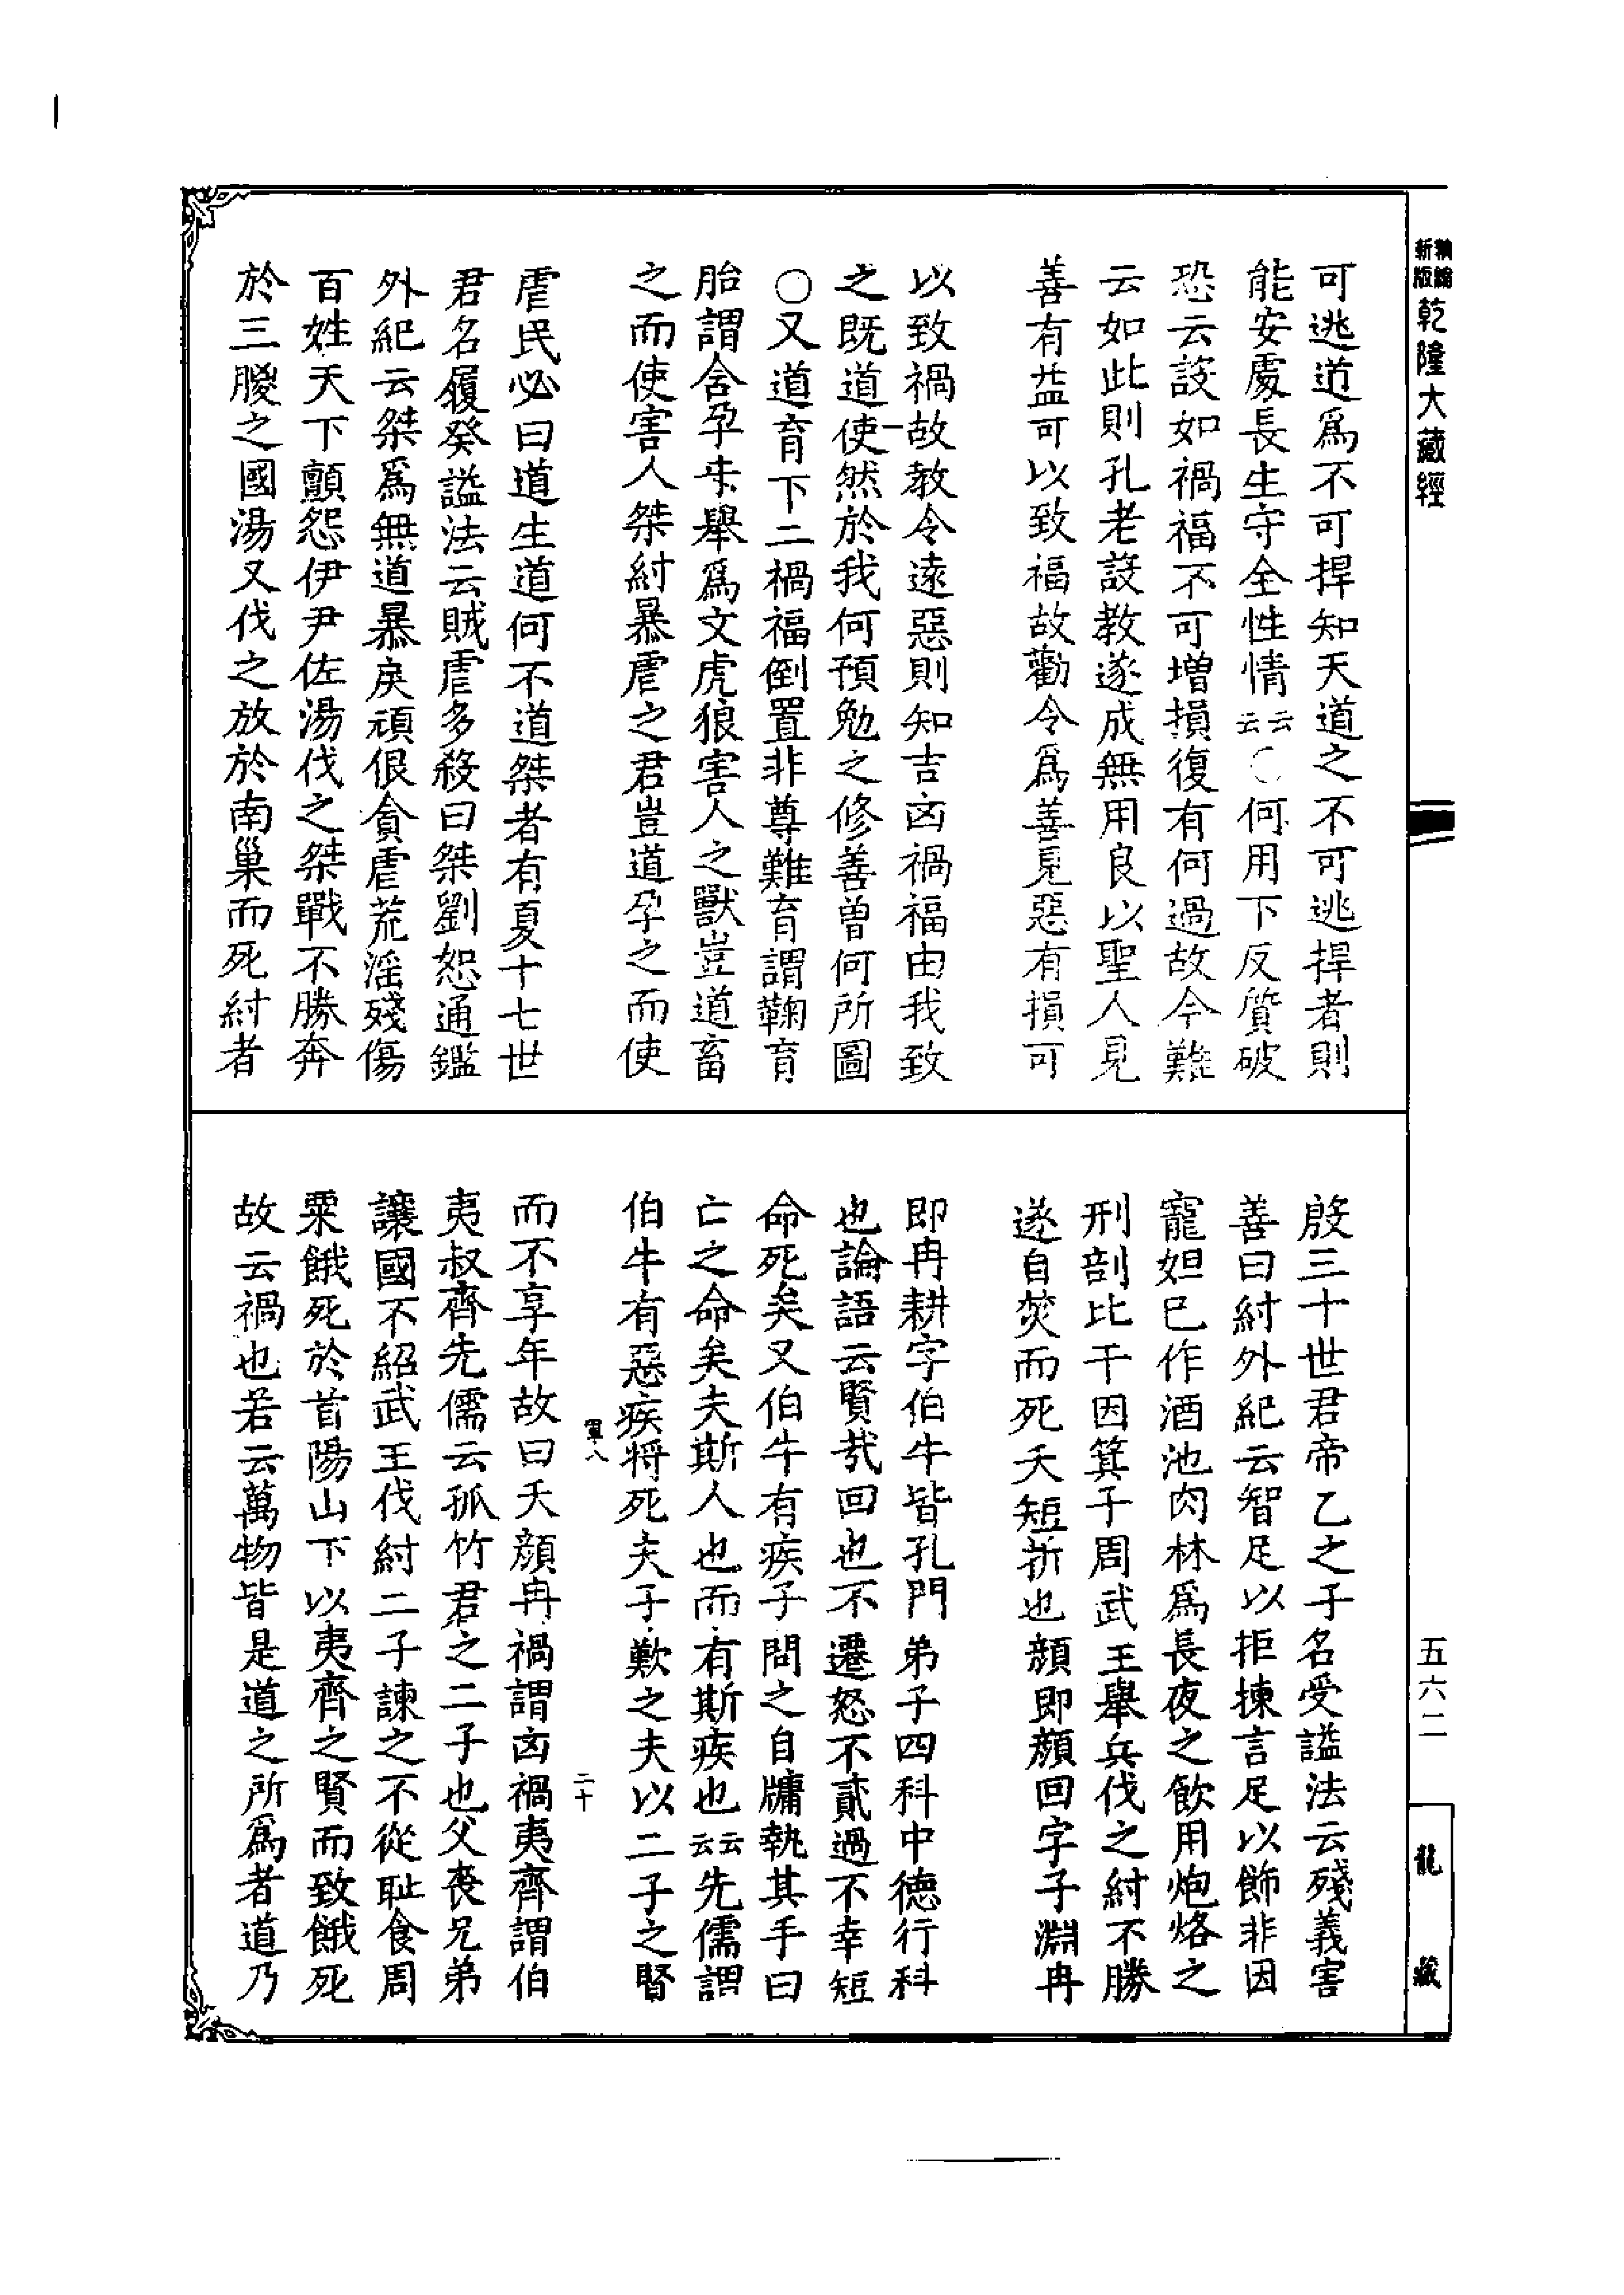 新版精編乾隆大藏經
可逃道爲不可捍知天道之不可逃捍者則
能安處長生守全性情云云〇何用下反質破
恐云設如禍福不可增損復有何過故今難
云如此則孔老設教遂成無用良以聖人見
善有益可以致福故勸令爲善見惡有損可
以致禍故教令遠惡則知吉凶禍福由我致
之既道使然於我何預勉之修善曾何所圖
〇又道育下二禍福倒置非尊難育謂鞠育
胎謂含孕未舉爲文虎狼害人之獸豈道畜
之而使害人桀紂暴虐之君豈道孕之而使
虐民必曰道生道何不道桀者有夏十七世
君名履癸謚法云賊虐多殺曰桀劉恕通鑑
外紀云桀爲無道暴戾頑佷貪虐荒淫殘傷
百姓天下顫怨伊尹佐湯伐之桀戰不勝奔
於三朡之國湯又伐之放於南巢而死紂者
殷三十世君帝乙之子名受謚法云殘義害
善曰紂外紀云智足以拒揀言足以飾非因
寵妲己作酒池肉林爲長夜之飲用炮烙之
刑剖比干因箕子周武王舉兵伐之紂不勝
遂自焚而死夭短折也顏即顏回字子淵冉
即冉耕字伯牛皆孔門弟子四科中德行科
也論語云賢哉回也不遷怒不貳過不幸短
命死矣又伯牛有疾子問之自牖執其手曰
亡之命矣夫斯人也而有斯疾也云云先儒謂
伯牛有惡疾將死夫子歎之夫以二子之賢
軍八
二十
而不享年故曰夭顏冉禍謂凶禍夷齊謂伯
夷叔齊先儒云孤竹君之二子也父喪兄弟
讓國不紹武王伐紂二子諫之不從耻食周
粟餓死於首陽山下以夷齊之賢而致餓死
故云禍也若云萬物皆是道之所爲者道乃
五六二
龍藏